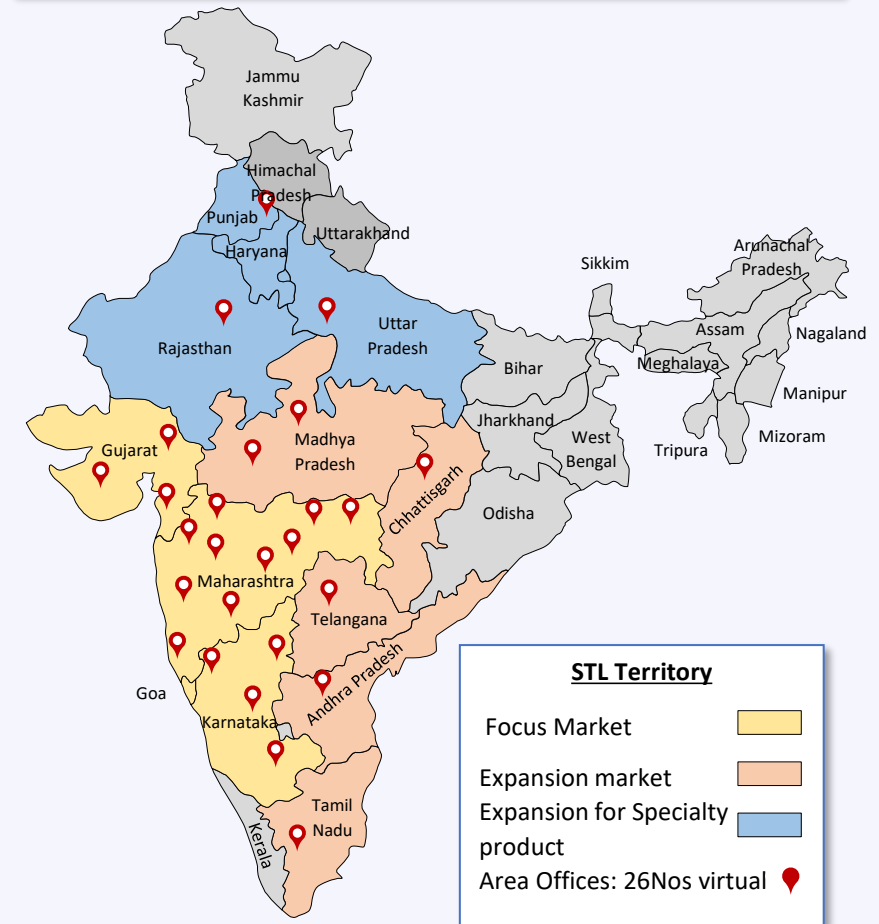 Jammu
Kashmir
Himachal
Pradesh
Punjab
Uttarakhand
Haryana
Arunachal
Pradesh
Sikkim
Uttar
Pradesh
Rajasthan
Assam
Nagaland
Bihar
Meghalaya
Manipur
Jharkhand
Gujarat
Madhya
Pradesh
West
Bengal
Tripura
Mizoram
Chhattisgarh
Odisha
Maharashtra
Telangana
Andhra Pradesh
Goa
Karnataka
Tamil
Nadu
Kerala
STL Territory
Focus Market
Expansion market
Expansion for Specialty
product
Area Offices: 26Nos virtual